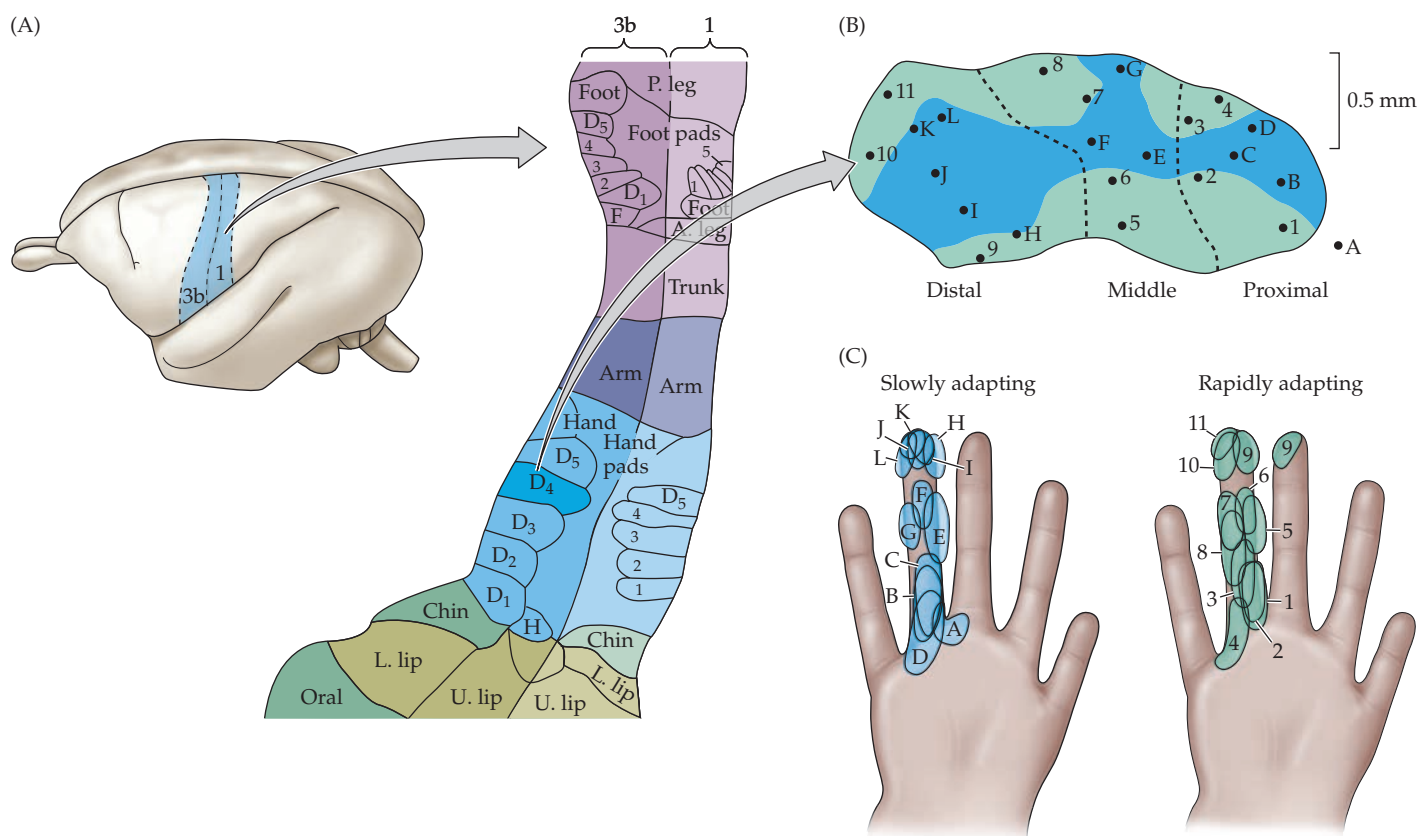 (A)
3b
1
3b
1
Foot
P. leg
D5
Foot pads
4
3
2
D1
F
5
1
Foot
A. leg
Trunk
Arm
Arm
Hand
Hand pads
D5
D4
D3
D2
D1
H
D5
4
3
2
1
Chin
Chin
L. lip
L. lip
Oral
U. lip
U. lip
(B)
8
G
11
7
4
L
K
3
D
F
10
E
C
J
6
2
B
I
5
H
1
9
A
0.5 mm
Distal
Middle
Proximal
(C)
Slowly adapting
K
H
J
L
I
F
G
E
C
B
A
D
Rapidly adapting
11
9
9
10
6
7
5
8
3
1
4
2